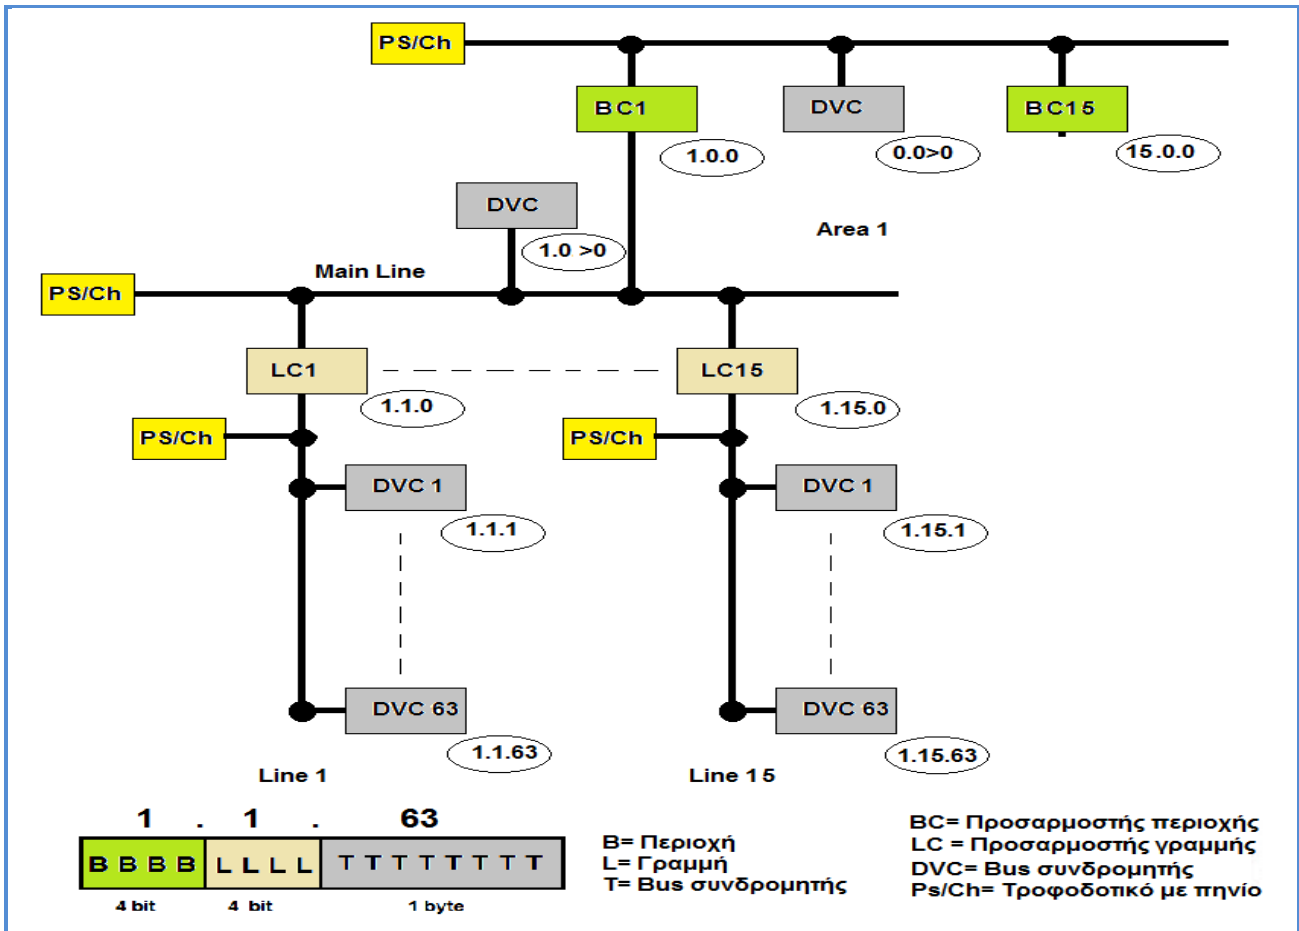 PS/Ch
BC1
DVC
BC15
1.0.0
0.0>0
15.0.0
DVC
Area 1
1.0 >0
Main Line
PS/Ch
LC1
LC15
1.1.0
1.15.0
PS/Ch
PS/Ch
DVC 1
DVC 1
1.1.1
1.15.1
DVC 63
DVC 63
1.1.63
1.15.63
Line 1
Line 15
1 . 1 . 63
B B B B L L L L T T T T T T T T
4 bit 4 bit 1 byte
B= Περιοχή
L= Γραμμή
T= Bus συνδρομητής
BC= Προσαρμοστής περιοχής
LC = Προσαρμοστής γραμμής
DVC= Bus συνδρομητής
Ps/Ch= Τροφοδοτικό με πηνίο